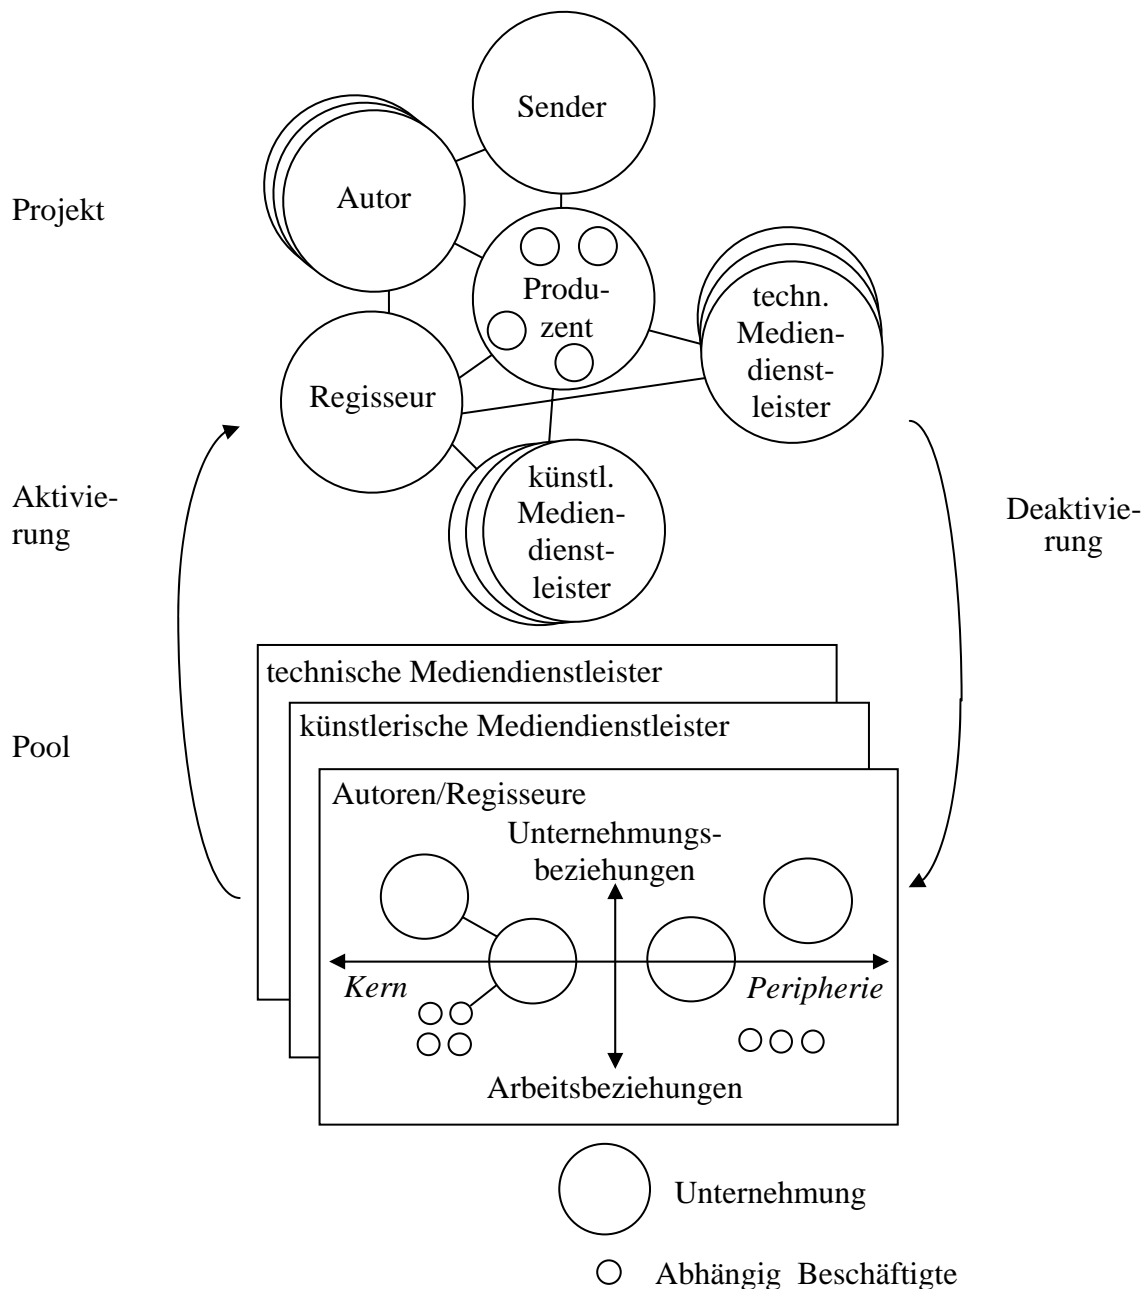 Sender
Autor
Projekt
Produ-
zent
techn.
Medien-
dienst-
leister
Regisseur
künstl.
Medien-
dienst-
leister
Aktivie-
rung
Deaktivie-
rung
technische Mediendienstleister
künstlerische Mediendienstleister
Pool
Autoren/Regisseure
Unternehmungs-
beziehungen
Kern
Peripherie
Arbeitsbeziehungen
Unternehmung
Abhängig Beschäftigte